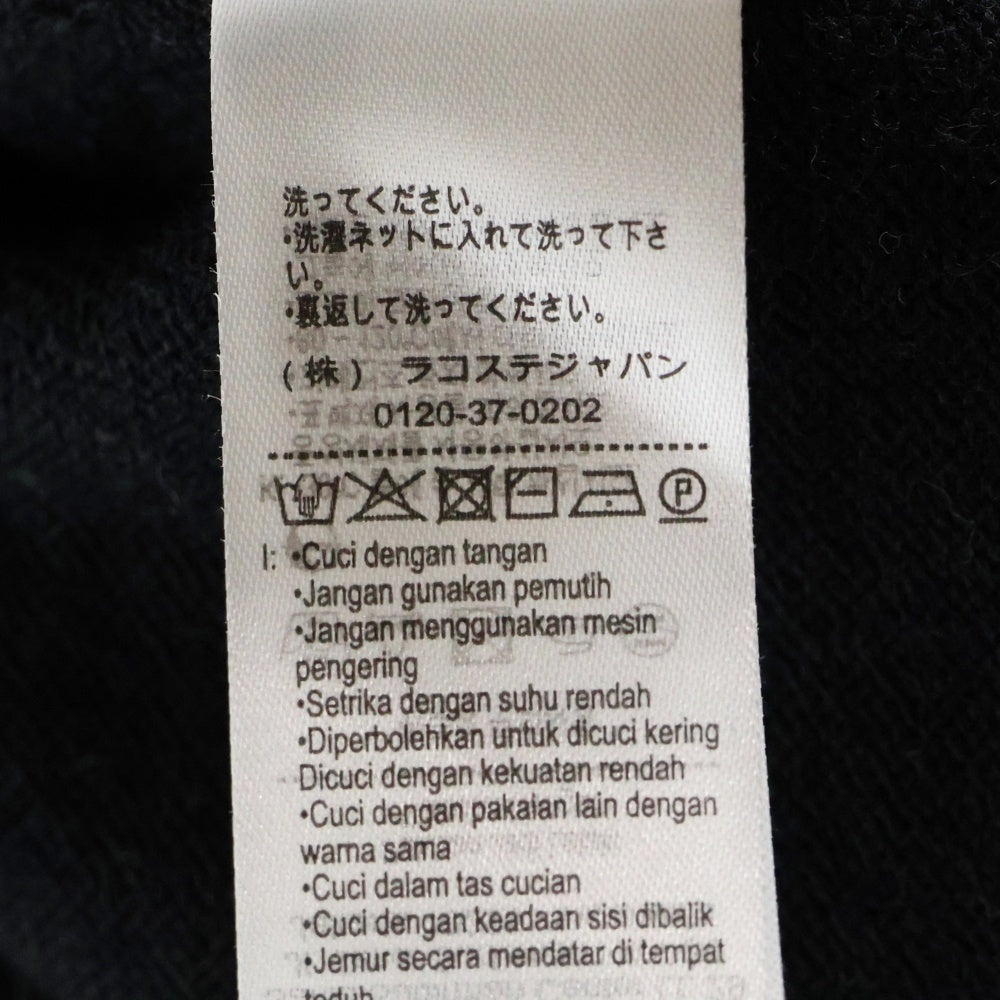 洗ってください。
•洗濯ネットに入れて洗って下さ
い。
•裏返して洗ってください。
(株) ラコステジャパン
0120-37-0202
P
I: •Cuci dengan tangan
•Jangan gunakan pemutih
•Jangan menggunakan mesin
pengering
•Setrika dengan suhu rendah
•Diperbolehkan untuk dicuci kering
Dicuci dengan kekuatan rendah
•Cuci dengan pakaian lain dengan
warna sama
•Cuci dalam tas cucian
•Cuci dengan keadaan sisi dibalik
•Jemur secara mendatar di tempat
teduh